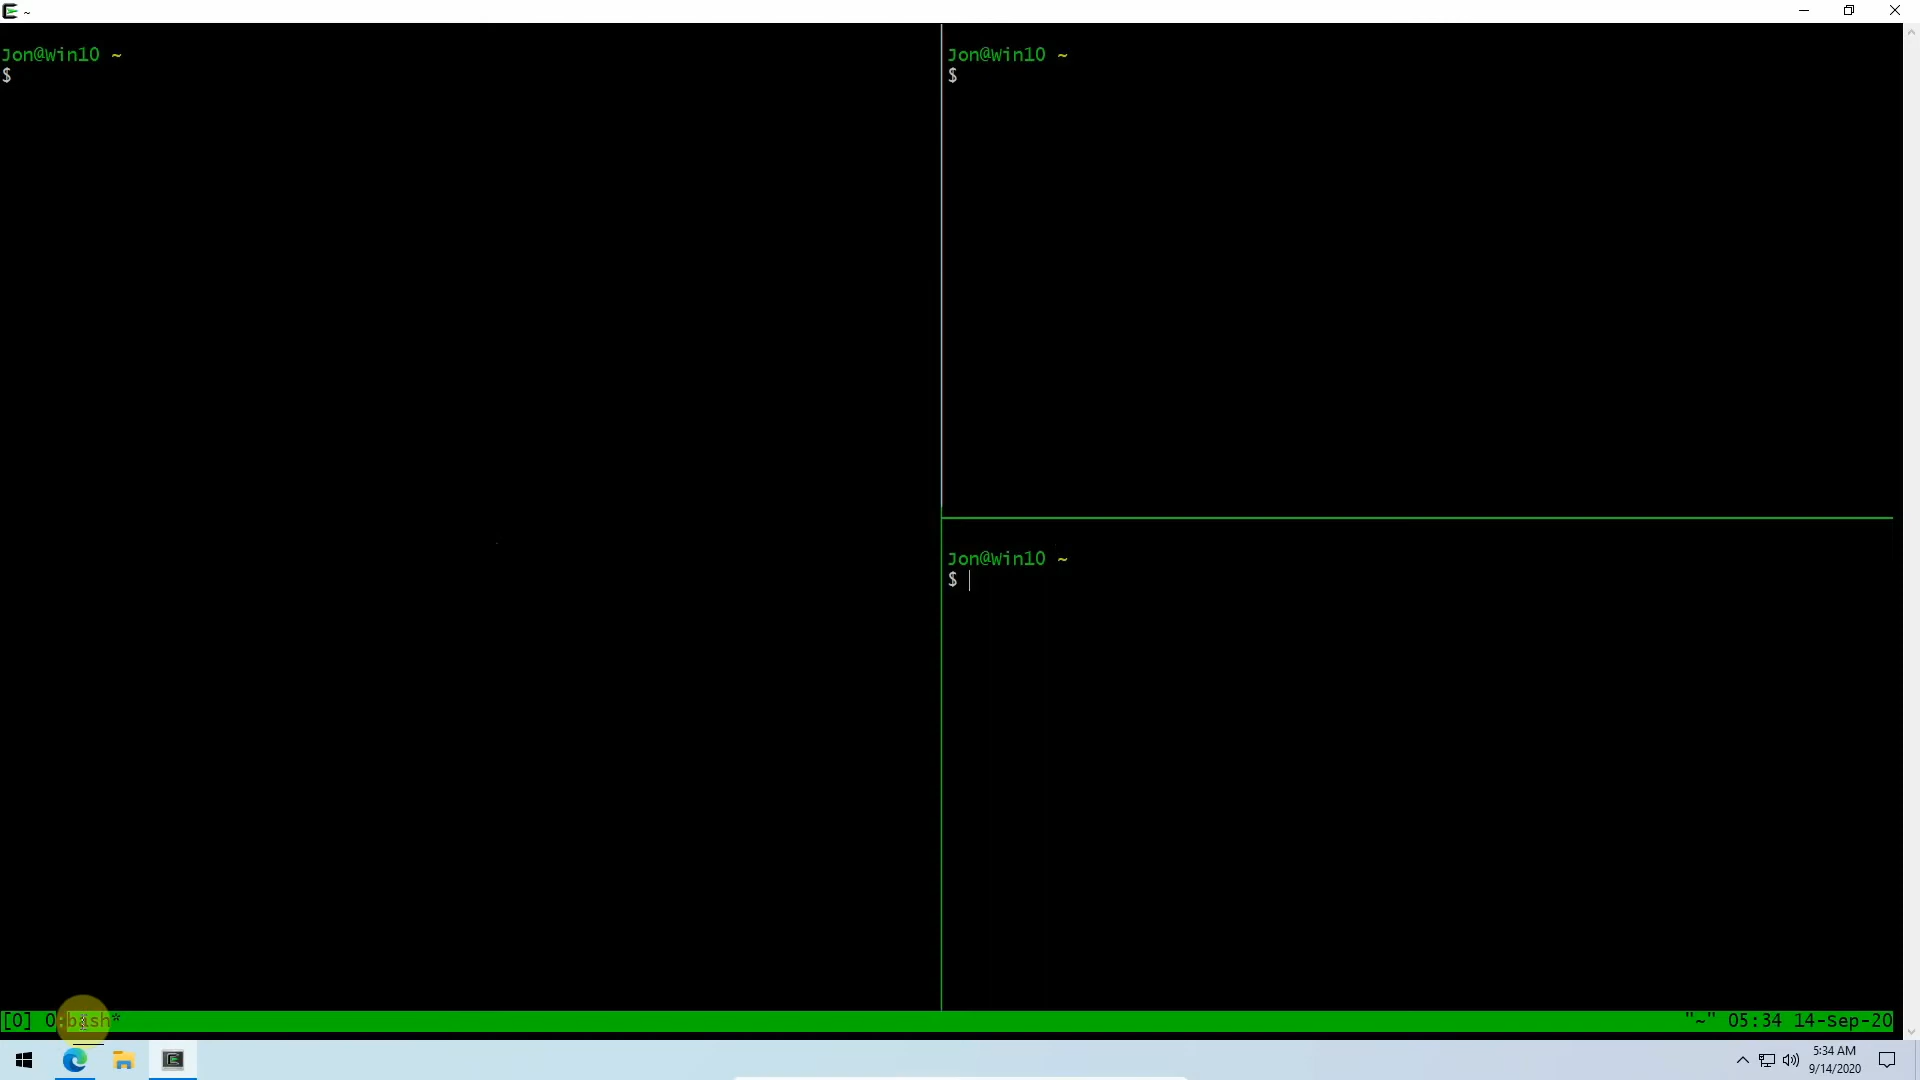 ~
Jon@Win10 ~
$
Jon@Win10 ~
$
Jon@Win10 ~
$
[0] 0:bash*
"~" 05:34 14-Sep-20
5:34 AM
9/14/2020